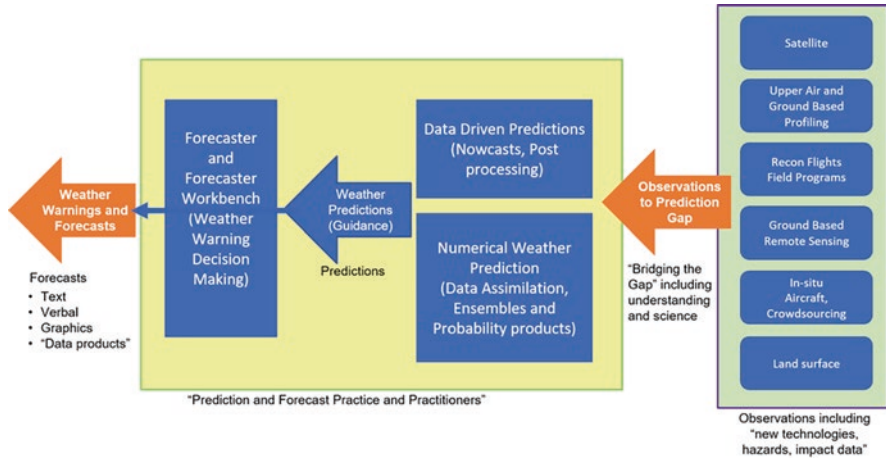 Weather
Warnings and
Forecasts
Forecasts
• Text
• Verbal
• Graphics
• “Data products”
Forecaster
and
Forecaster
Workbench
(Weather
Warning
Decision
Making)
Weather
Predictions
(Guidance)
Predictions
Data Driven Predictions
(Nowcasts, Post
processing)
Numerical Weather
Prediction
(Data Assimilation,
Ensembles and
Probability products)
“Prediction and Forecast Practice and Practitioners”
Observations
to Prediction
Gap
“Bridging the
Gap” including
understanding
and science
Satellite
Upper Air and
Ground Based
Profiling
Recon Flights
Field Programs
Ground Based
Remote Sensing
In-situ
Aircraft,
Crowdsourcing
Land surface
Observations including
“new technologies,
hazards, impact data”